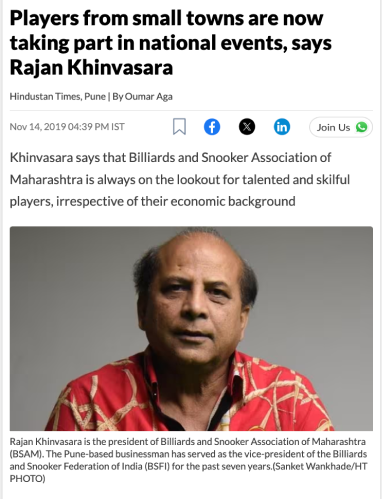 Players from small towns are now
taking part in national events, says
Rajan Khinvasara
Hindustan Times, Pune | By Oumar Aga
Nov 14, 2019 04:39 PM IST
Join Us
Khinvasara says that Billiards and Snooker Association of
Maharashtra is always on the lookout for talented and skilful
players, irrespective of their economic background
Rajan Khinvasara is the president of Billiards and Snooker Association of Maharashtra
(BSAM). The Pune-based businessman has served as the vice-president of the Billiards
and Snooker Federation of India (BSFI) for the past seven years.(Sanket Wankhade/HT
PHOTO)